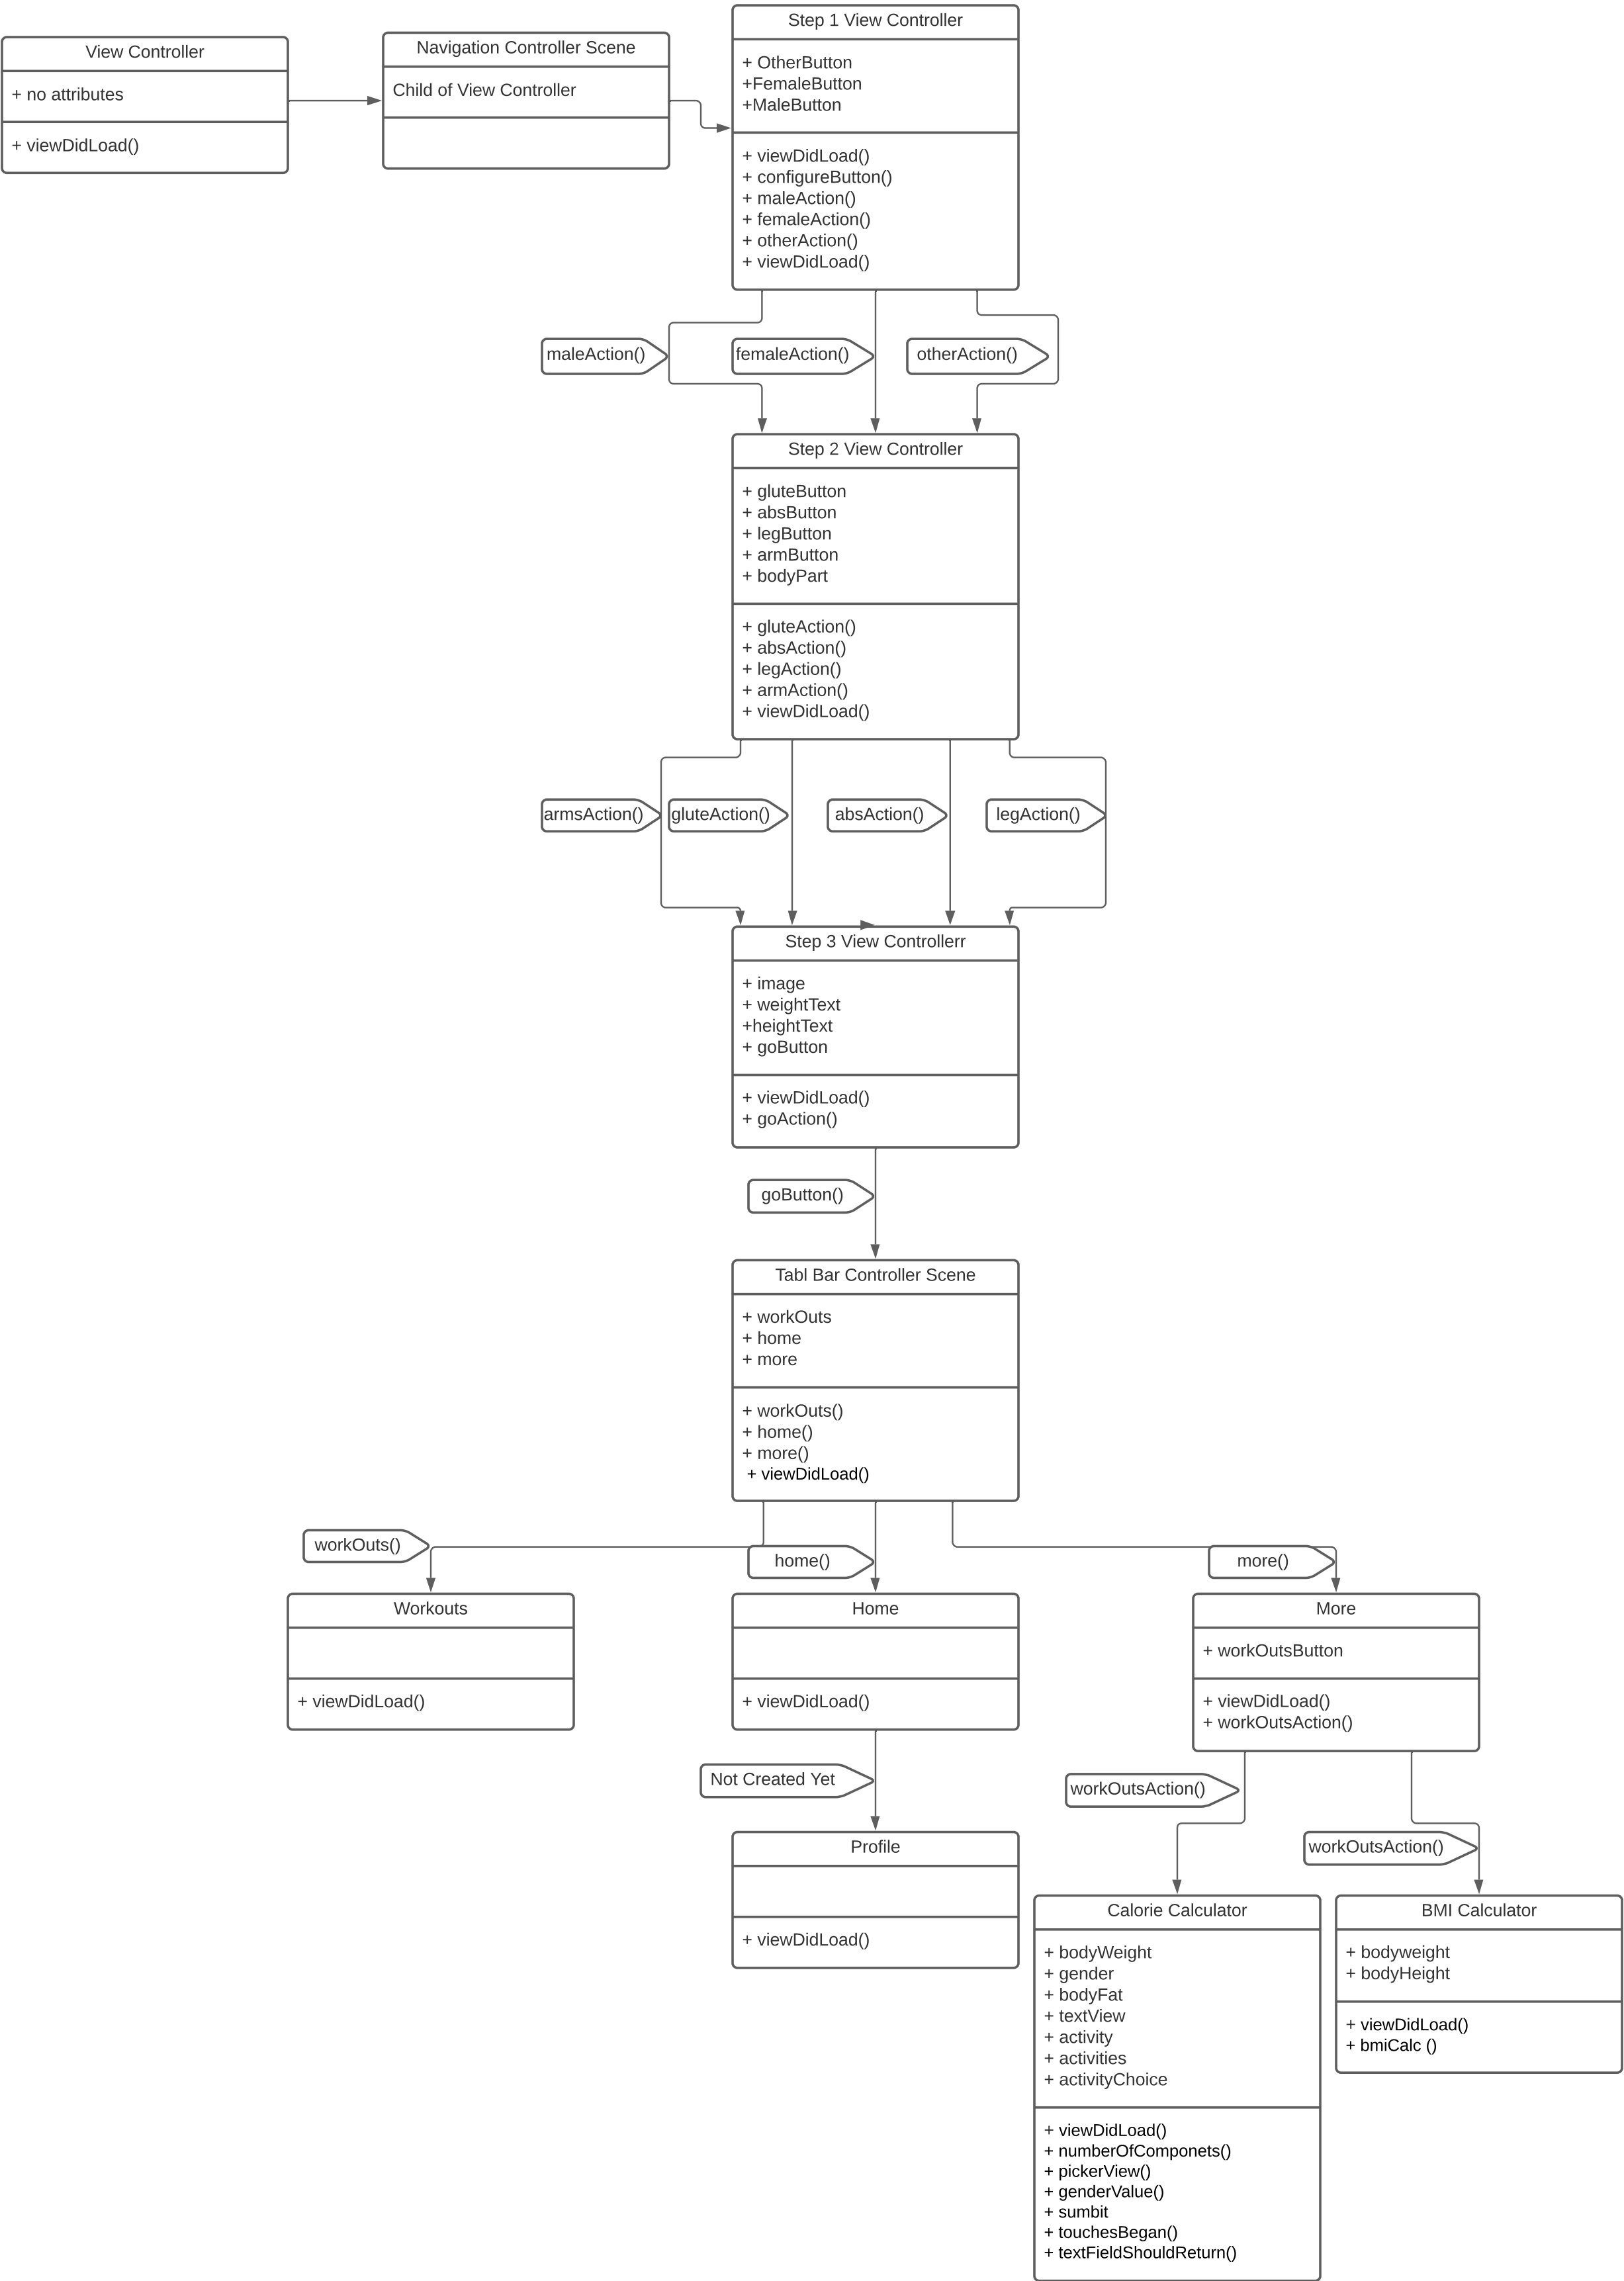 View Controller
+ no attributes
+ viewDidLoad()
Navigation Controller Scene
Child of View Controller
Step 1 View Controller
+ OtherButton
+FemaleButton
+MaleButton
+ viewDidLoad()
+ configureButton()
+ maleAction()
+ femaleAction()
+ otherAction()
+ viewDidLoad()
maleAction()
femaleAction()
otherAction()
Step 2 View Controller
+ gluteButton
+ absButton
+ legButton
+ armButton
+ bodyPart
+ gluteAction()
+ absAction()
+ legAction()
+ armAction()
+ viewDidLoad()
armsAction()
gluteAction()
absAction()
legAction()
Step 3 View Controllerr
+ image
+ weightText
+heightText
+ goButton
+ viewDidLoad()
+ goAction()
goButton()
Tabl Bar Controller Scene
+ workOuts
+ home
+ more
+ workOuts()
+ home()
+ more()
+ viewDidLoad()
workOuts()
home()
more()
Workouts
+ viewDidLoad()
Home
+ viewDidLoad()
More
+ workOutsButton
+ viewDidLoad()
+ workOutsAction()
Not Created Yet
workOutsAction()
workOutsAction()
Profile
+ viewDidLoad()
Calorie Calculator
+ bodyWeight
+ gender
+ bodyFat
+ textView
+ activity
+ activities
+ activityChoice
+ viewDidLoad()
+ numberOfComponets()
+ pickerView()
+ genderValue()
+ sumbit
+ touchesBegan()
+ textFieldShouldReturn()
BMI Calculator
+ bodyweight
+ bodyHeight
+ viewDidLoad()
+ bmiCalc ()